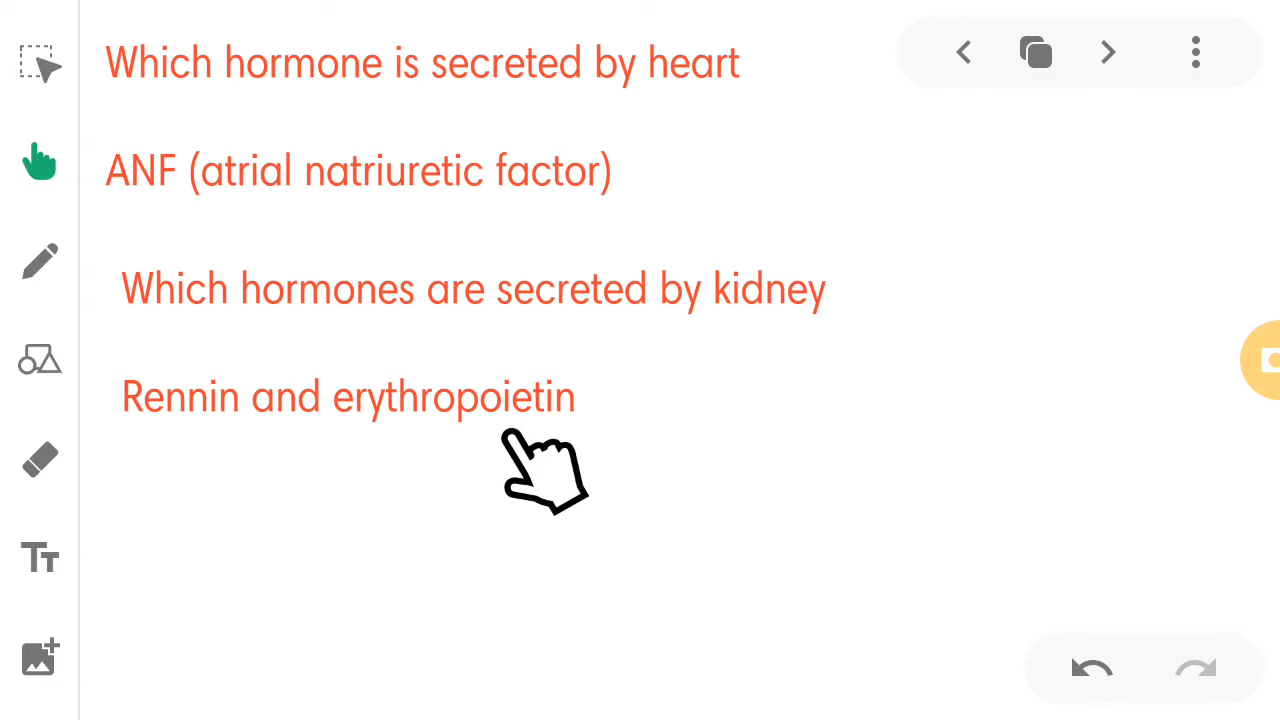 Which hormone is secreted by heart
ANF (atrial natriuretic factor)
Which hormones are secreted by kidney
Rennin and erythropoietin
Tт